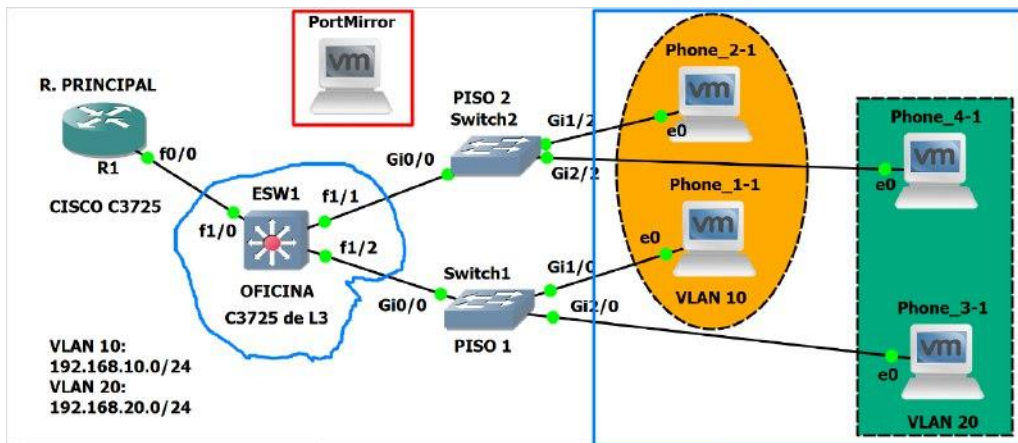 PortMirror
vm
R. PRINCIPAL
f0/0
R1
CISCO C3725
ESW1
f1/0
f1/1
f1/2
OFICINA
C3725 de L3
PISO 2
Switch2
Gi0/0
Gi1/2
Gi2/2
Switch1
Gi0/0
Gi1/0
Gi2/0
PISO 1
Phone_2-1
vm
e0
Phone_1-1
vm
e0
VLAN 10
Phone_4-1
vm
e0
Phone_3-1
vm
e0
VLAN 20
VLAN 10:
192.168.10.0/24
VLAN 20:
192.168.20.0/24